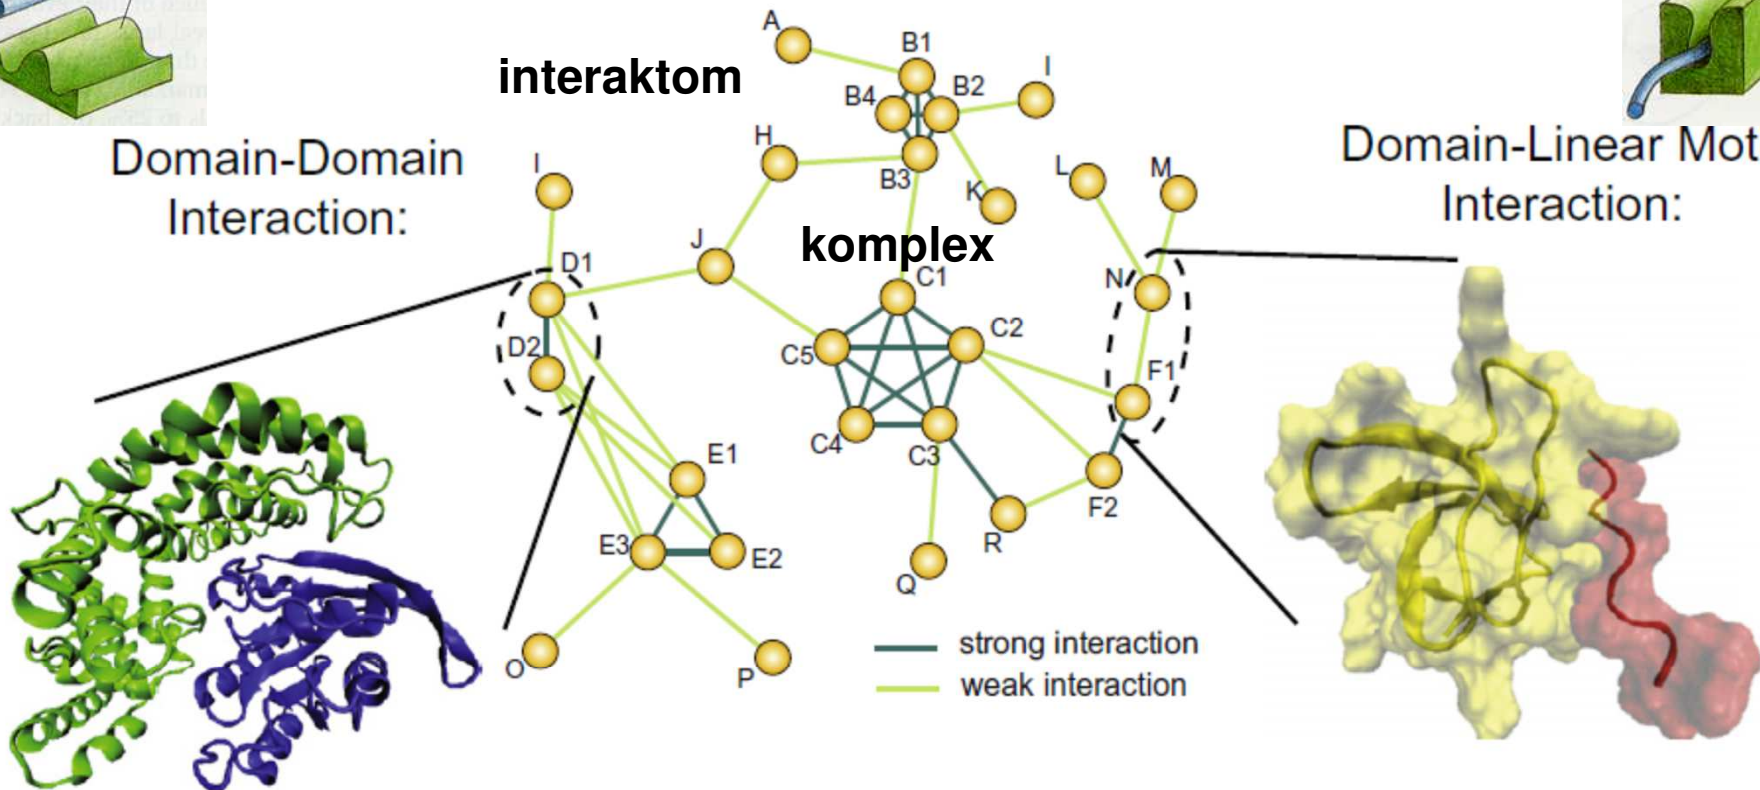 interaktom
Domain-Domain
Interaction:
Domain-Linear Mot
Interaction:
komplex
A
B1
B4
B2
I
H
B3
K
L
M
I
J
D1
C1
N
D2
C5
C2
F1
E1
C4
C3
F2
E3
E2
R
Q
O
P
strong interaction
weak interaction